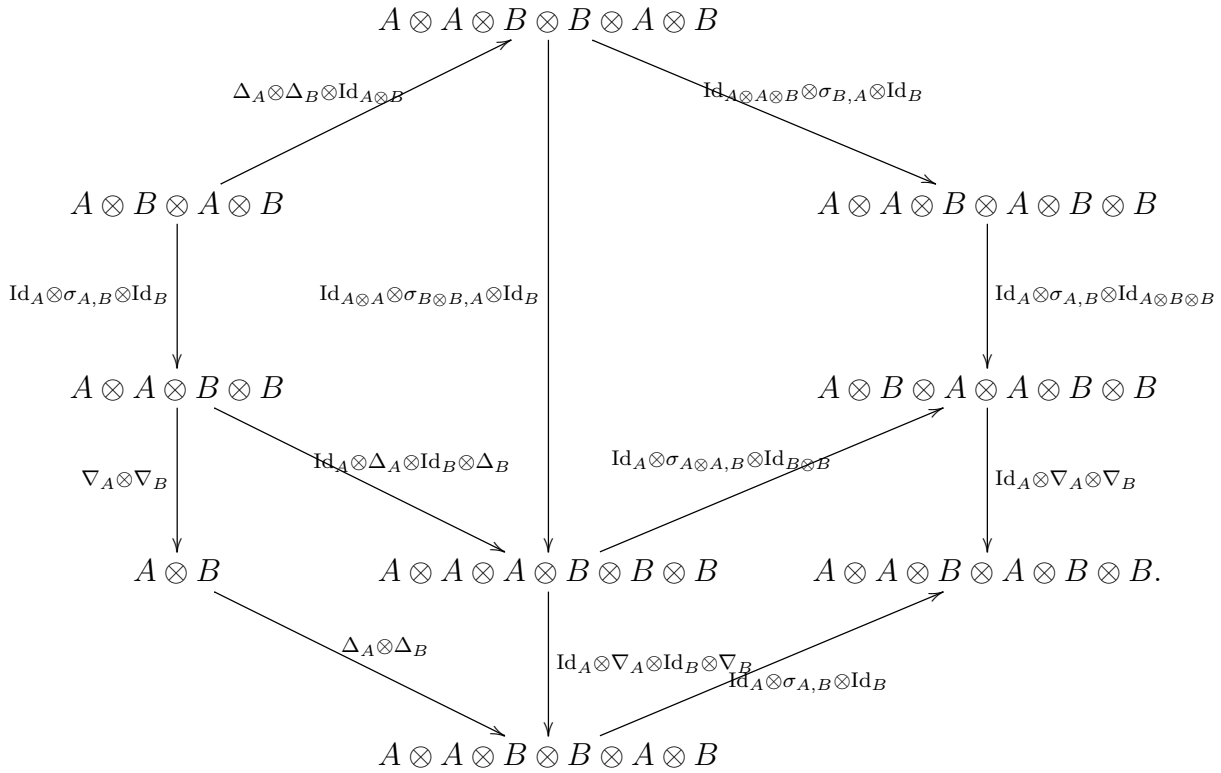 A ⊗ A ⊗ B ⊗ B ⊗ A ⊗ B
Δ_A⊗Δ_B⊗Id_{A⊗B}
Id_{A⊗A⊗B}⊗σ_{B,A}⊗Id_B
A ⊗ B ⊗ A ⊗ B
A ⊗ A ⊗ B ⊗ A ⊗ B ⊗ B
Id_A⊗σ_{A,B}⊗Id_B
Id_{A⊗A}⊗σ_{B⊗B,A}⊗Id_B
Id_A⊗σ_{A,B}⊗Id_{A⊗B⊗B}
A ⊗ A ⊗ B ⊗ B
A ⊗ B ⊗ A ⊗ A ⊗ B ⊗ B
Id_A⊗Δ_A⊗Id_B⊗Δ_B
Id_A⊗σ_{A⊗A,B}⊗Id_{B⊗B}
∇_A⊗∇_B
Id_A⊗∇_A⊗∇_B
A ⊗ B
A ⊗ A ⊗ A ⊗ B ⊗ B ⊗ B
A ⊗ A ⊗ B ⊗ A ⊗ B ⊗ B.
Δ_A⊗Δ_B
Id_A⊗∇_A⊗Id_B⊗∇_B
Id_A⊗σ_{A,B}⊗Id_B
A ⊗ A ⊗ B ⊗ B ⊗ A ⊗ B